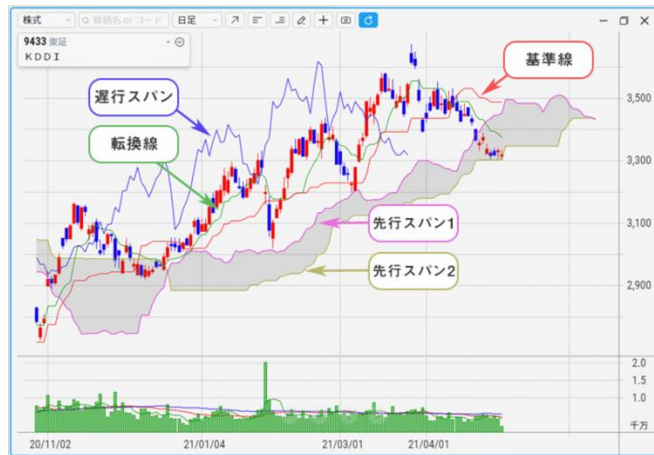 株式
銘柄名 or コード
日足
9433 東証
KDDI
遅行スパン
転換線
基準線
先行スパン1
先行スパン2
3,500
3,300
3,100
2,900
2.0
1.5
1.0
千万
20/11/02
21/01/04
21/03/01
21/04/01